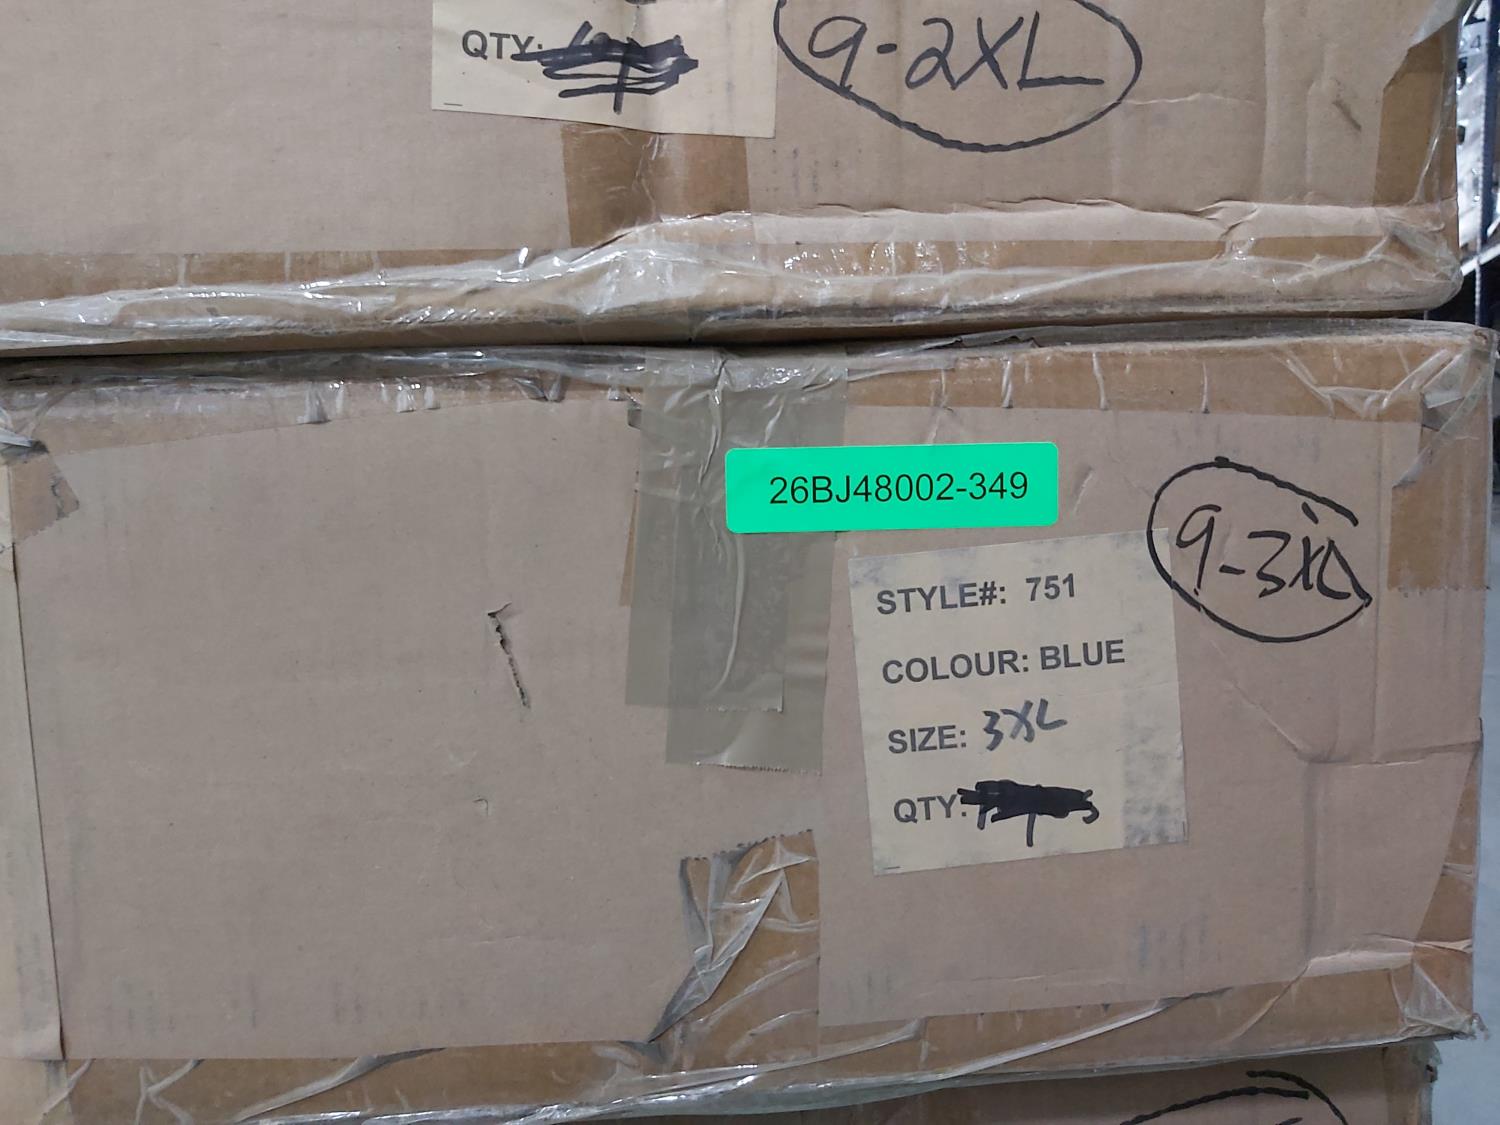 QTY:
9-2XL
26BJ48002-349
9-3XL
STYLE#: 751
COLOUR: BLUE
SIZE: 3XL
QTY: